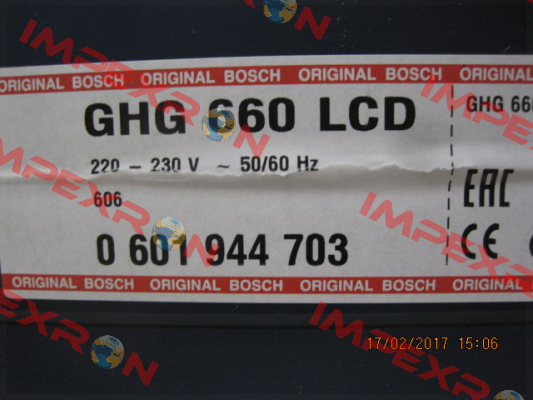 ORIGINAL BOSCH ORIGINAL BOSCH ORIGINAL BOSCH ORIGINAL
GHG 660 LCD
GHG 66
220 – 230 V ~ 50/60 Hz
606
EAC
0 601 944 703
CE
ORIGINAL BOSCH ORIGINAL BOSCH ORIGINAL BOSCH
17/02/2017 15:06
IMPEXRON
IMPEXRON
IMPEXRON
IMPEXRON